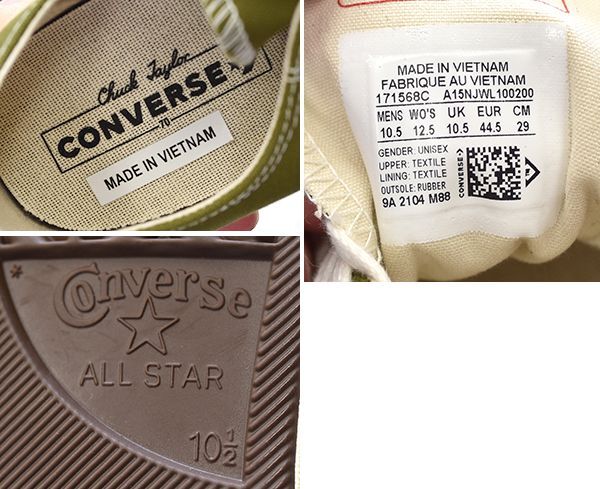 Chuck Taylor
CONVERSE
70
MADE IN VIETNAM
MADE IN VIETNAM
FABRIQUE AU VIETNAM
171568C A15NJWL100200
MENS WO'S UK EUR CM
10.5 12.5 10.5 44.5 29
GENDER: UNISEX
UPPER: TEXTILE
LINING: TEXTILE
OUTSOLE: RUBBER
9A 2104 M88
CONVERSE
Converse
ALL STAR
10½